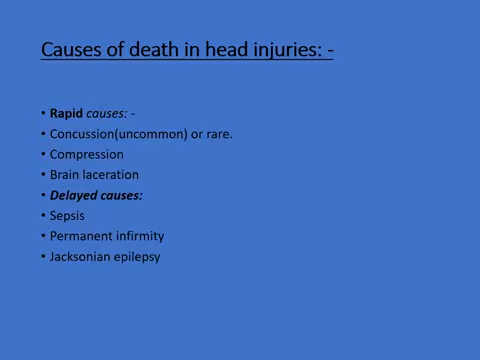 Causes of death in head injuries: -
• Rapid causes: -
• Concussion(uncommon) or rare.
• Compression
• Brain laceration
• Delayed causes:
• Sepsis
• Permanent infirmity
• Jacksonian epilepsy